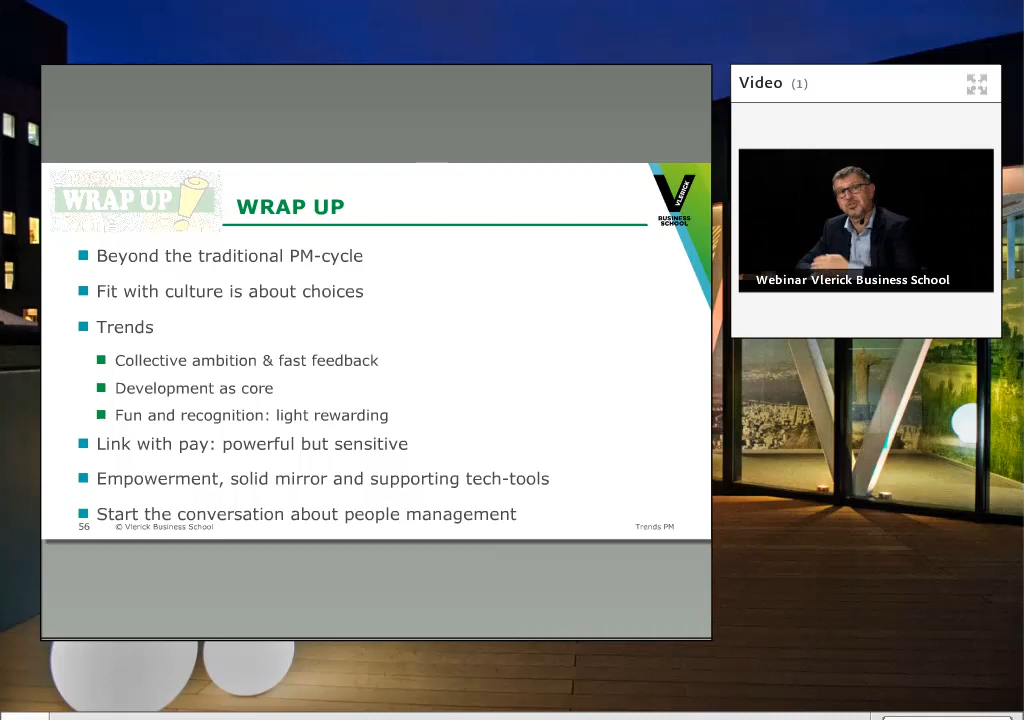 WRAP UP
WRAP UP
VLERICK
BUSINESS
SCHOOL
Beyond the traditional PM-cycle
Fit with culture is about choices
Trends
Collective ambition & fast feedback
Development as core
Fun and recognition: light rewarding
Link with pay: powerful but sensitive
Empowerment, solid mirror and supporting tech-tools
Start the conversation about people management
56 © Vlerick Business School Trends PM
Video (1)
Webinar Vlerick Business School